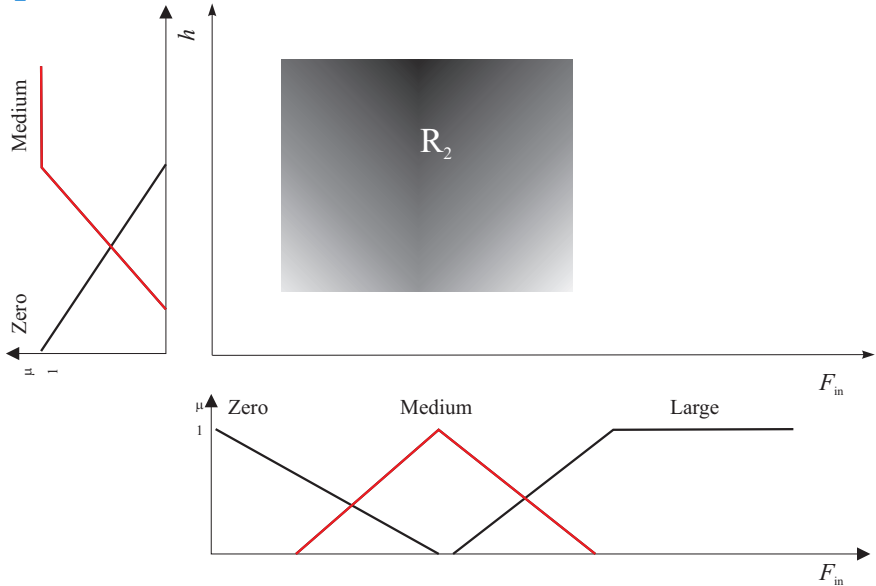 h
Medium
R2
Zero
μ
1
Fin
μ
1
Zero
Medium
Large
Fin